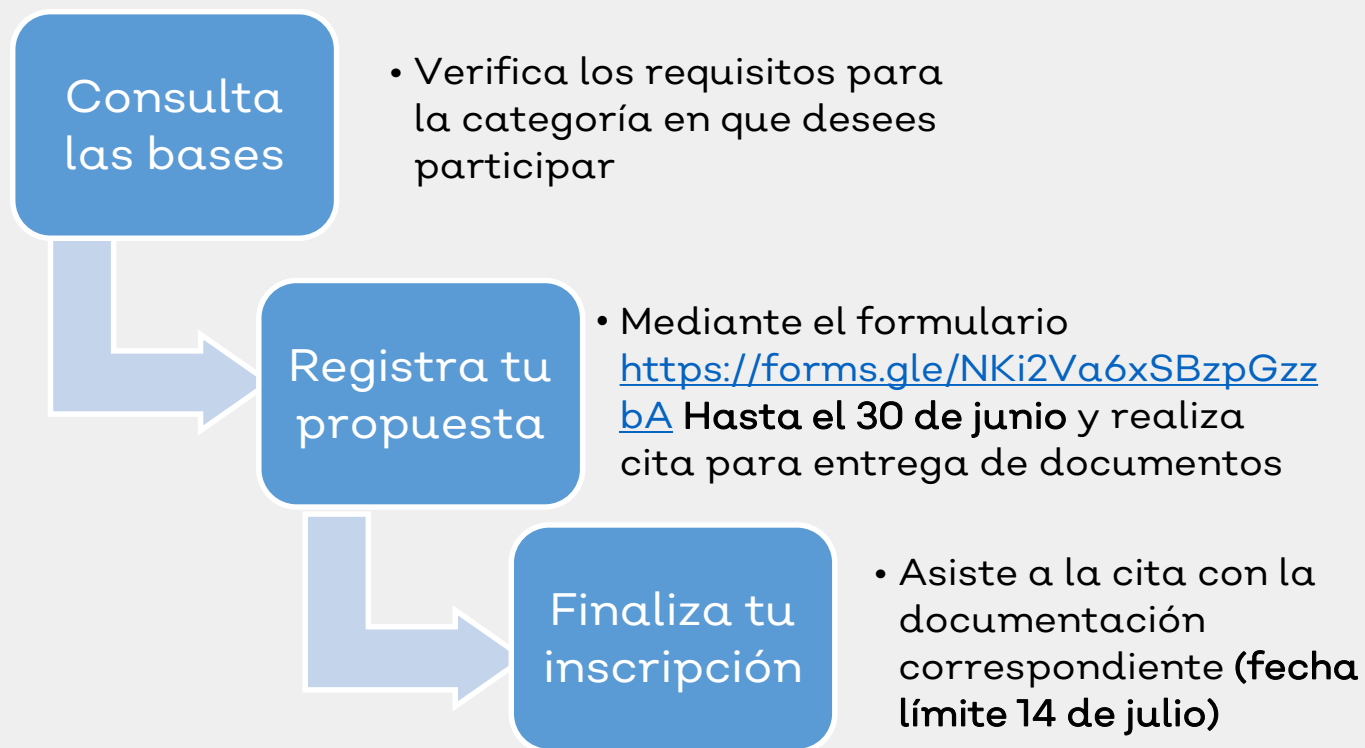 Consulta
las bases
• Verifica los requisitos para
la categoría en que desees
participar
Registra tu
propuesta
• Mediante el formulario
https://forms.gle/NKi2Va6xSBzpGzz
bA Hasta el 30 de junio y realiza
cita para entrega de documentos
Finaliza tu
inscripción
• Asiste a la cita con la
documentación
correspondiente (fecha
límite 14 de julio)